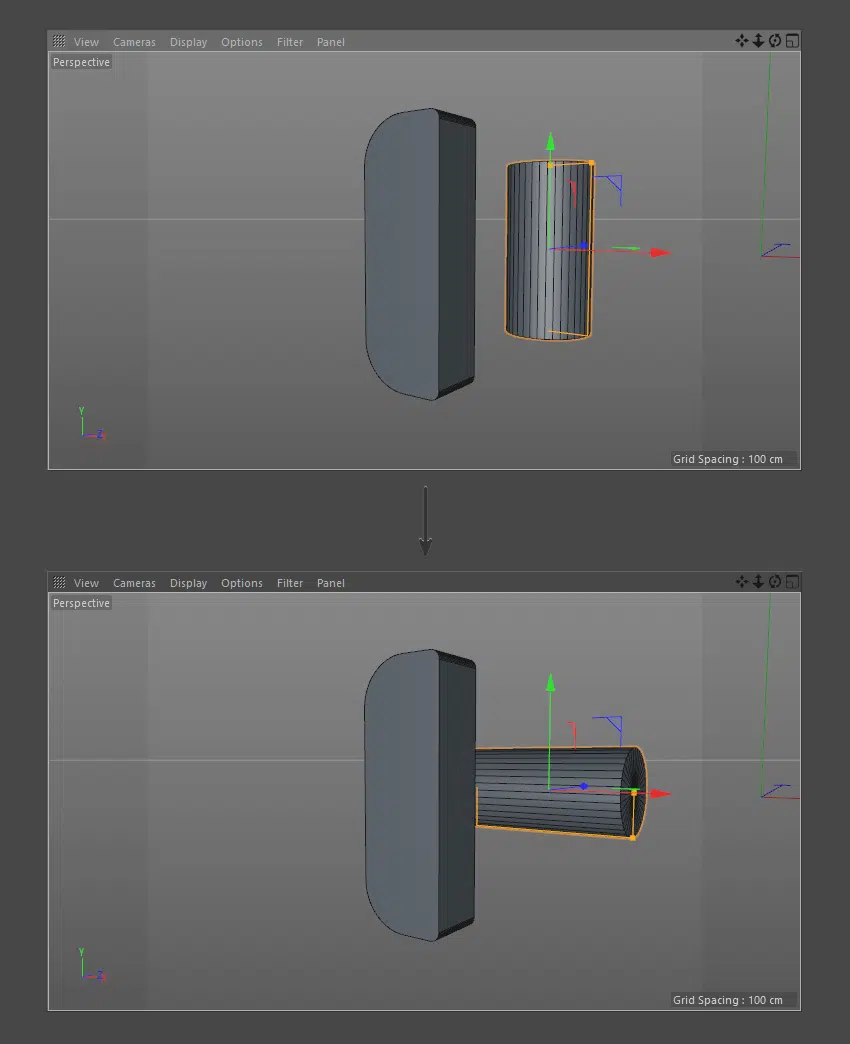 View Cameras Display Options Filter Panel
Perspective
Y
Z
Grid Spacing : 100 cm
View Cameras Display Options Filter Panel
Perspective
Y
Z
Grid Spacing : 100 cm